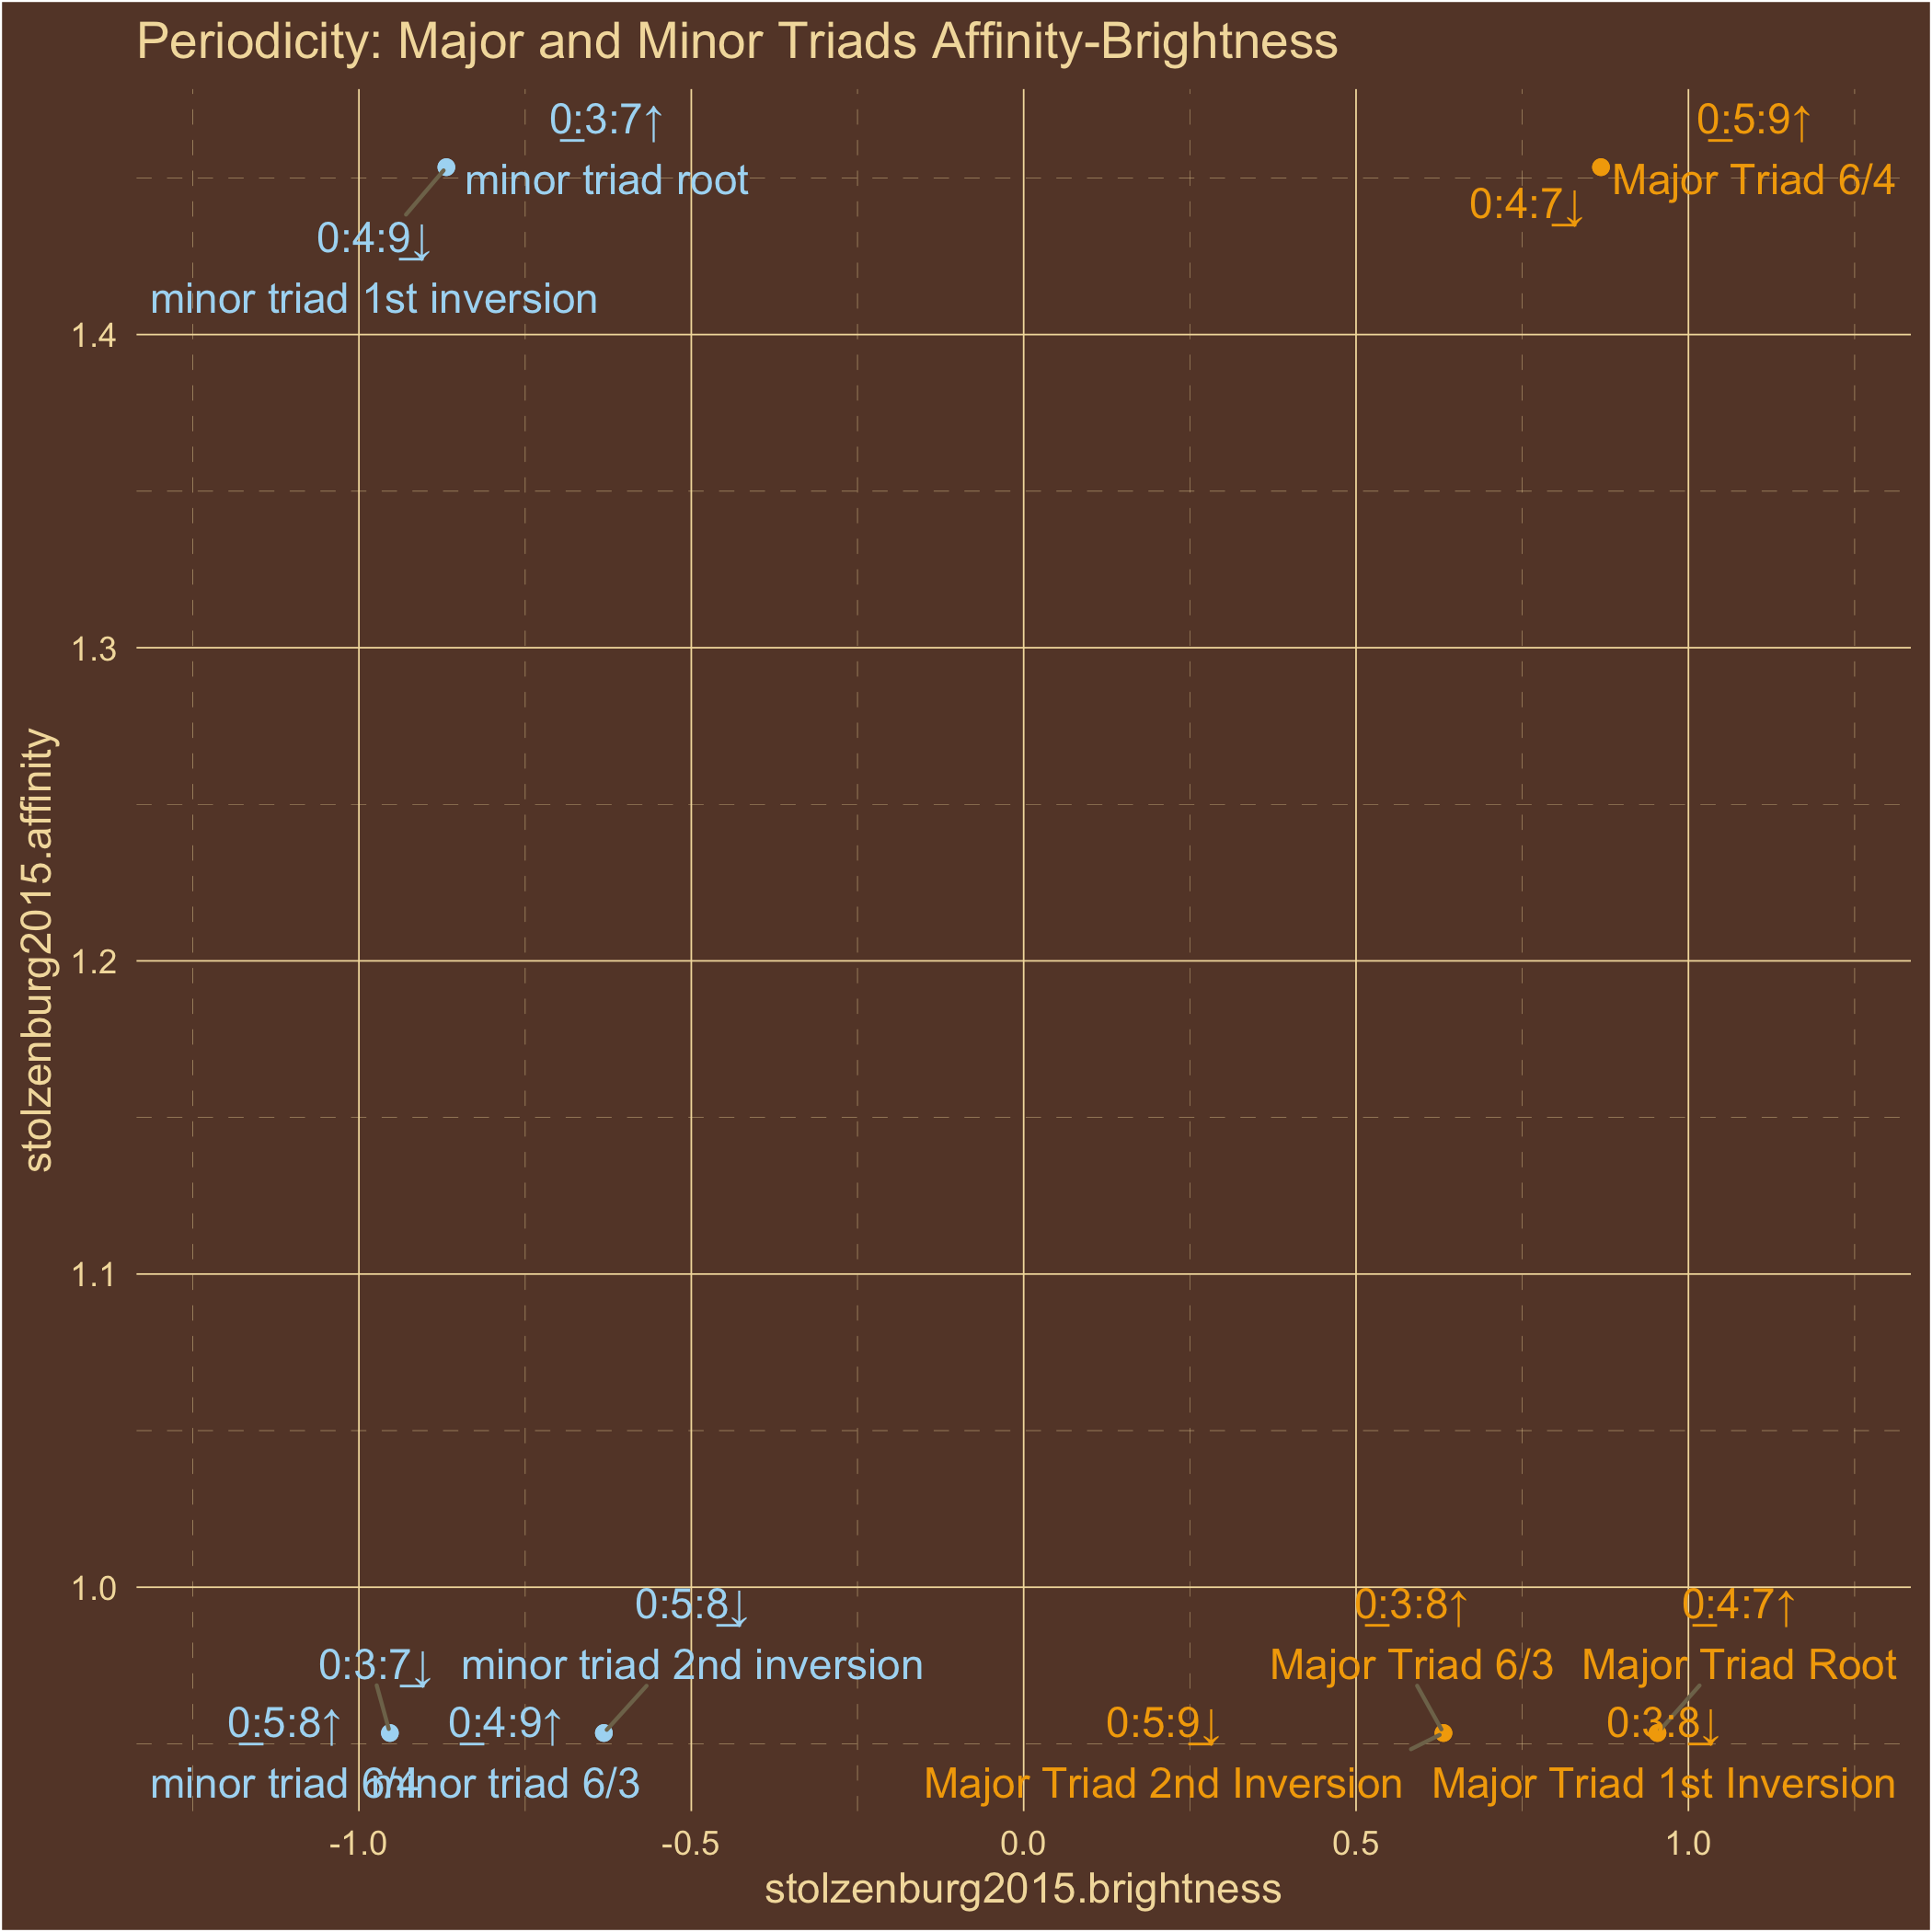 Periodicity: Major and Minor Triads Affinity-Brightness
0:3:7↑
minor triad root
0:4:9↓
minor triad 1st inversion
0:5:9↑
Major Triad 6/4
0:4:7↓
1.4
1.3
1.2
1.1
1.0
stolzenburg2015.affinity
0:5:8↓
minor triad 2nd inversion
0:3:7↓
0:5:8↑
minor triad 6/4
0:4:9↑
minor triad 6/3
0:3:8↑
Major Triad 6/3
0:4:7↑
Major Triad Root
0:5:9↓
Major Triad 2nd Inversion
0:3:8↓
Major Triad 1st Inversion
-1.0
-0.5
0.0
0.5
1.0
stolzenburg2015.brightness